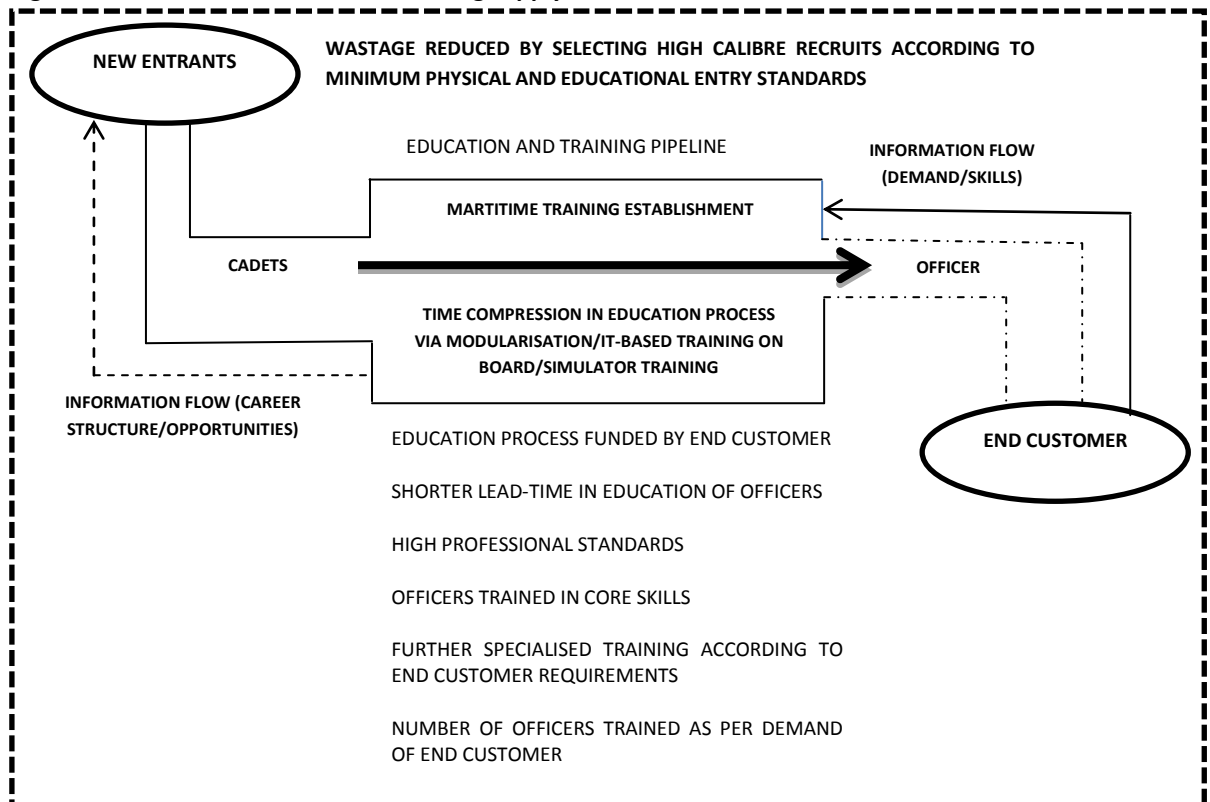 NEW ENTRANTS
WASTAGE REDUCED BY SELECTING HIGH CALIBRE RECRUITS ACCORDING TO
MINIMUM PHYSICAL AND EDUCATIONAL ENTRY STANDARDS
EDUCATION AND TRAINING PIPELINE
INFORMATION FLOW
(DEMAND/SKILLS)
MARTITIME TRAINING ESTABLISHMENT
CADETS
OFFICER
TIME COMPRESSION IN EDUCATION PROCESS
VIA MODULARISATION/IT-BASED TRAINING ON
BOARD/SIMULATOR TRAINING
INFORMATION FLOW (CAREER
STRUCTURE/OPPORTUNITIES)
END CUSTOMER
EDUCATION PROCESS FUNDED BY END CUSTOMER
SHORTER LEAD-TIME IN EDUCATION OF OFFICERS
HIGH PROFESSIONAL STANDARDS
OFFICERS TRAINED IN CORE SKILLS
FURTHER SPECIALISED TRAINING ACCORDING TO
END CUSTOMER REQUIREMENTS
NUMBER OF OFFICERS TRAINED AS PER DEMAND
OF END CUSTOMER